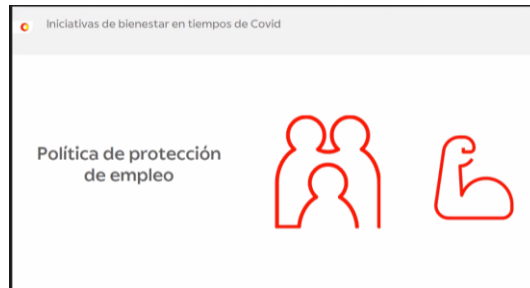 Iniciativas de bienestar en tiempos de Covid
Política de protección
de empleo